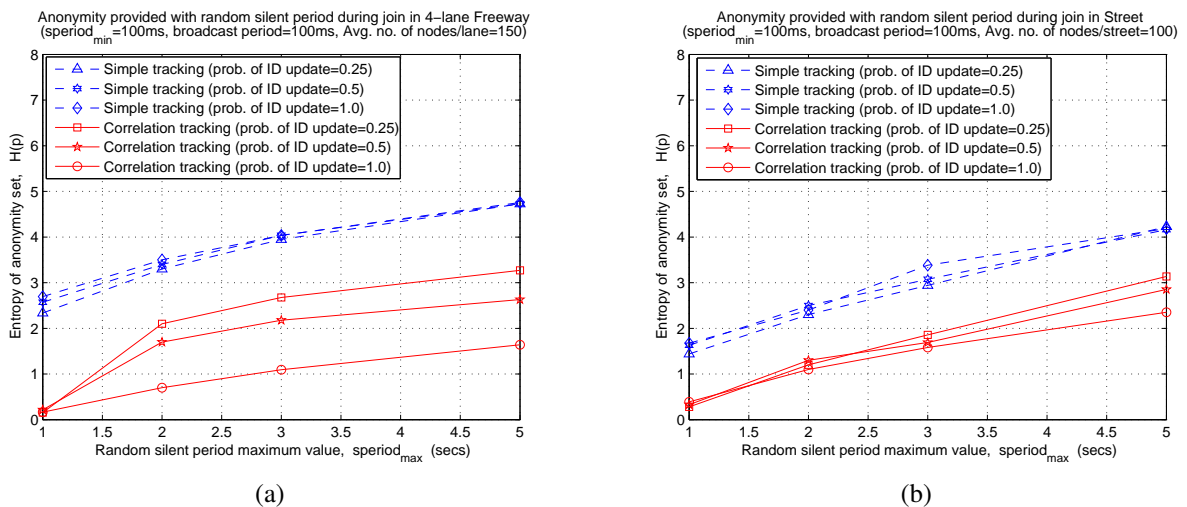 Anonymity provided with random silent period during join in 4−lane Freeway
(speriod_min=100ms, broadcast period=100ms, Avg. no. of nodes/lane=150)
8
7
6
5
4
3
2
1
0
Entropy of anonymity set, H(p)
Simple tracking (prob. of ID update=0.25)
Simple tracking (prob. of ID update=0.5)
Simple tracking (prob. of ID update=1.0)
Correlation tracking (prob. of ID update=0.25)
Correlation tracking (prob. of ID update=0.5)
Correlation tracking (prob. of ID update=1.0)
1 1.5 2 2.5 3 3.5 4 4.5 5
Random silent period maximum value, speriod_max (secs)
(a)
Anonymity provided with random silent period during join in Street
(speriod_min=100ms, broadcast period=100ms, Avg. no. of nodes/street=100)
8
7
6
5
4
3
2
1
0
Entropy of anonymity set, H(p)
Simple tracking (prob. of ID update=0.25)
Simple tracking (prob. of ID update=0.5)
Simple tracking (prob. of ID update=1.0)
Correlation tracking (prob. of ID update=0.25)
Correlation tracking (prob. of ID update=0.5)
Correlation tracking (prob. of ID update=1.0)
1 1.5 2 2.5 3 3.5 4 4.5 5
Random silent period maximum value, speriod_max (secs)
(b)